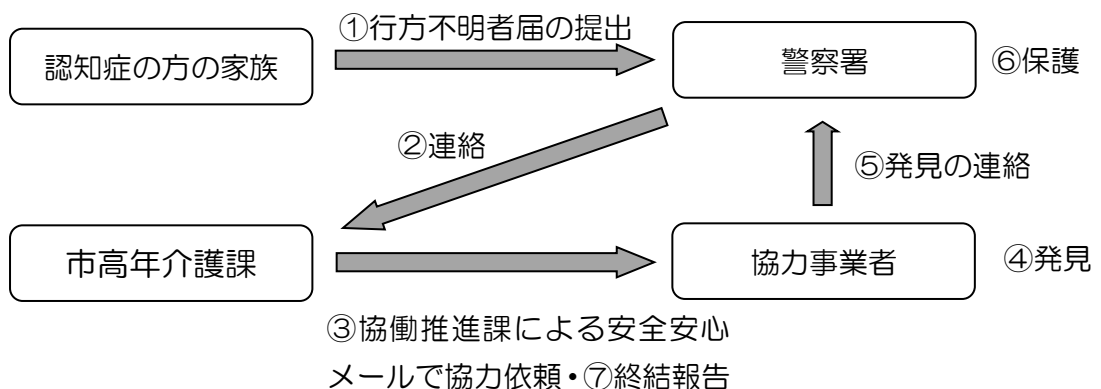 ①行方不明者届の提出
認知症の方の家族
警察署
⑥保護
②連絡
⑤発見の連絡
市高年介護課
協力事業者
④発見
③協働推進課による安全安心
メールで協力依頼・⑦終結報告